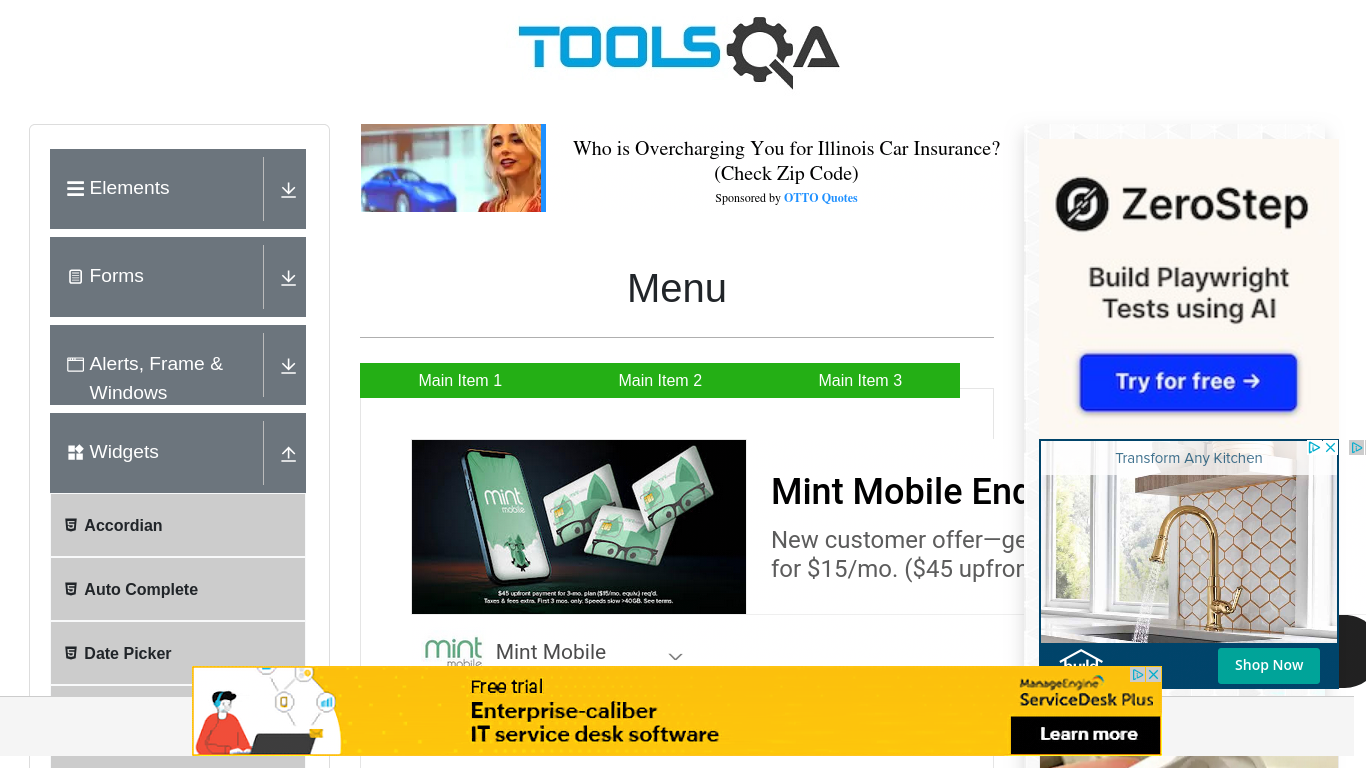 TOOLSQA
Elements
Forms
Alerts, Frame &
Windows
Widgets
Accordian
Auto Complete
Date Picker
Who is Overcharging You for Illinois Car Insurance?
(Check Zip Code)
Sponsored by OTTO Quotes
Menu
Main Item 1
Main Item 2
Main Item 3
mint
mobile
$45 upfront payment for 3-mo. plan ($15/mo. equiv.) req'd.
Taxes & fees extra. First 3 mos. only. Speeds slow >40GB. See terms.
Mint Mobile End
New customer offer—ge
for $15/mo. ($45 upfron
mint
mobile
Mint Mobile
ZeroStep
Build Playwright
Tests using AI
Try for free →
Transform Any Kitchen
build
Shop Now
Free trial
Enterprise-caliber
IT service desk software
ManageEngine
ServiceDesk Plus
Learn more